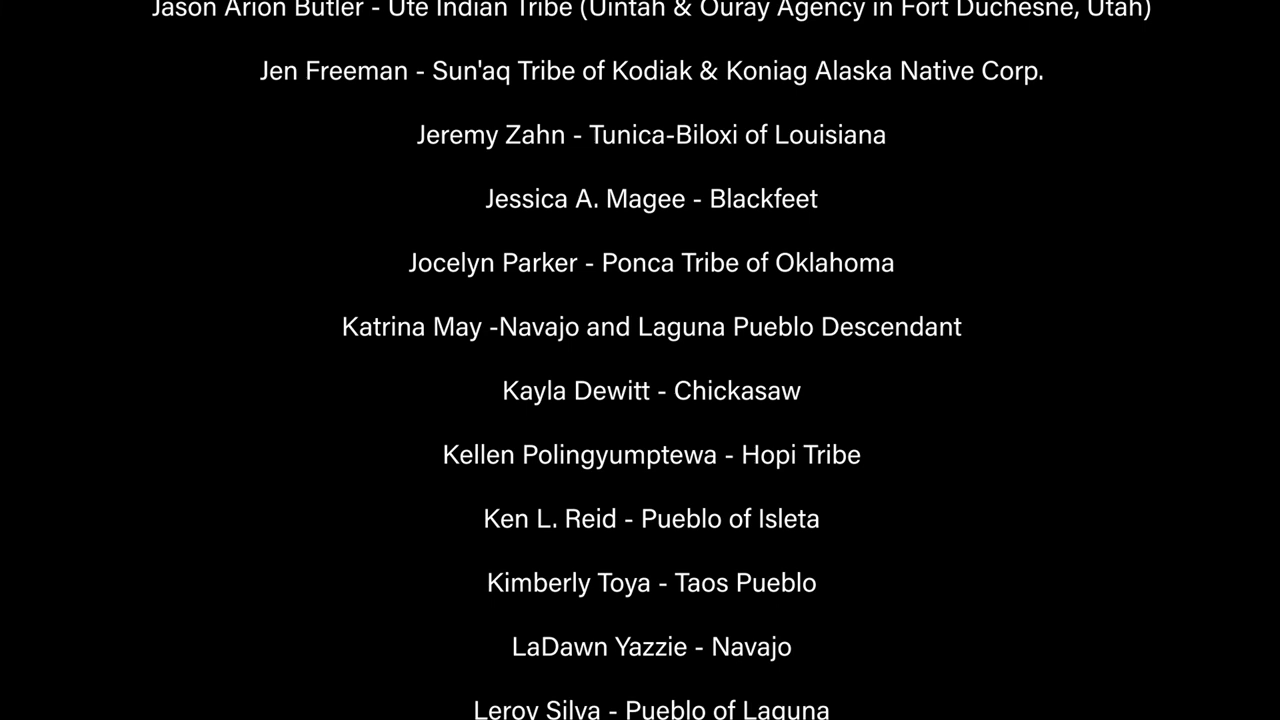 Jason Arion Butler - Ute Indian Tribe (Uintah & Ouray Agency in Fort Duchesne, Utah)
Jen Freeman - Sun'aq Tribe of Kodiak & Koniag Alaska Native Corp.
Jeremy Zahn - Tunica-Biloxi of Louisiana
Jessica A. Magee - Blackfeet
Jocelyn Parker - Ponca Tribe of Oklahoma
Katrina May -Navajo and Laguna Pueblo Descendant
Kayla Dewitt - Chickasaw
Kellen Polingyumptewa - Hopi Tribe
Ken L. Reid - Pueblo of Isleta
Kimberly Toya - Taos Pueblo
LaDawn Yazzie - Navajo
Leroy Silva - Pueblo of Laguna